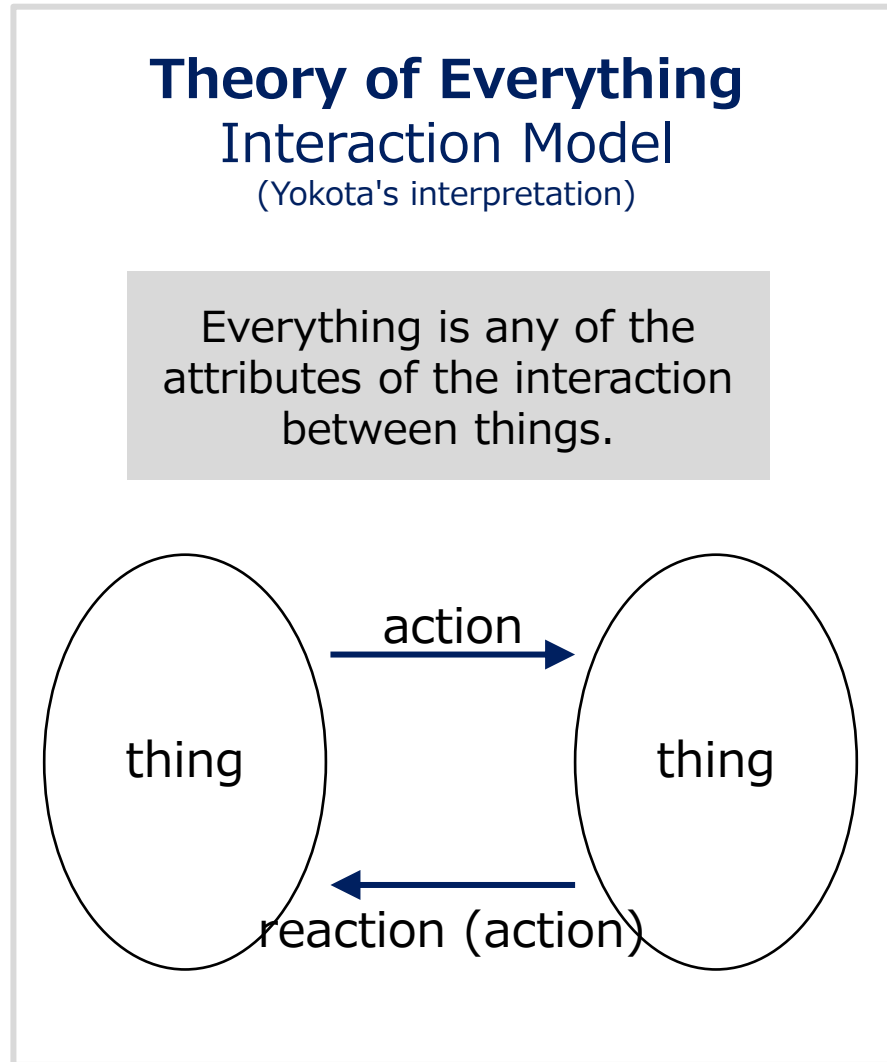 Theory of Everything
Interaction Model
(Yokota's interpretation)
Everything is any of the
attributes of the interaction
between things.
action
thing
thing
reaction (action)